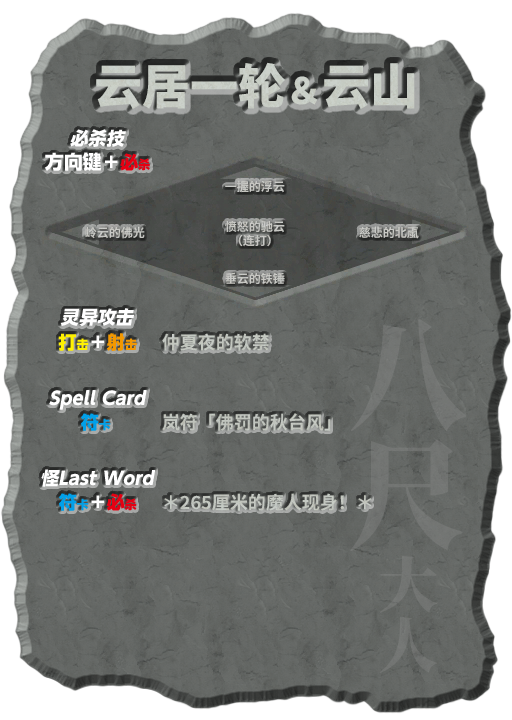 云居一轮&云山
必杀技
方向键+必杀
一握的浮云
岭云的佛光
愤怒的驰云
(连打)
慈悲的北颪
垂云的铁锤
灵异攻击
打击+射击
仲夏夜的软禁
Spell Card
符卡
岚符「佛罚的秋台风」
怪Last Word
符卡+必杀
＊265厘米的魔人现身！＊
八尺大人